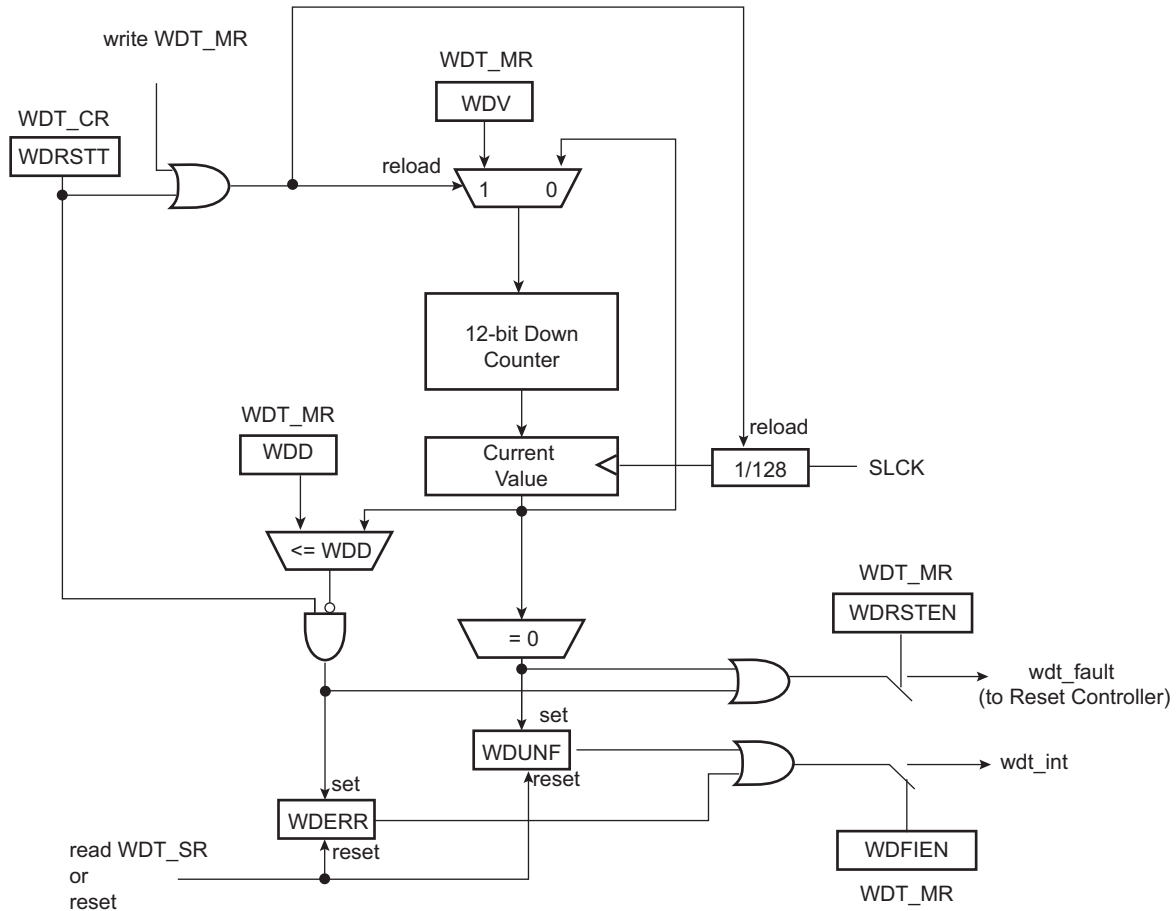 write WDT_MR
WDT_MR
WDV
WDT_CR
WDRSTT
reload
1
0
12-bit Down
Counter
WDT_MR
WDD
Current
Value
reload
1/128
SLCK
<= WDD
WDT_MR
WDRSTEN
= 0
wdt_fault
(to Reset Controller)
set
WDUNF
reset
wdt_int
set
WDERR
reset
read WDT_SR
or
reset
WDFIEN
WDT_MR